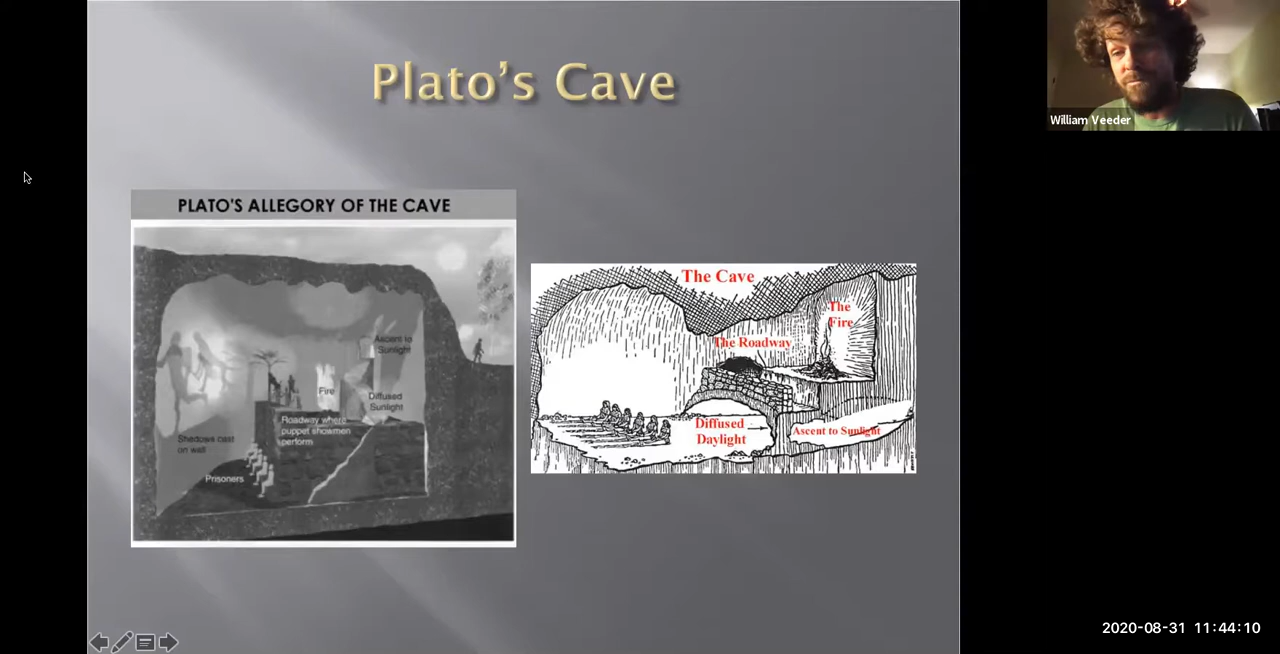 Plato's Cave
PLATO'S ALLEGORY OF THE CAVE
Ascent to
Sunlight
Fire
Diffused
Sunlight
Roadway where
puppet showmen
perform
Shadows cast
on wall
Prisoners
The Cave
The
Fire
The Roadway
Diffused
Daylight
Ascent to Sunlight
William Veeder
2020-08-31 11:44:10